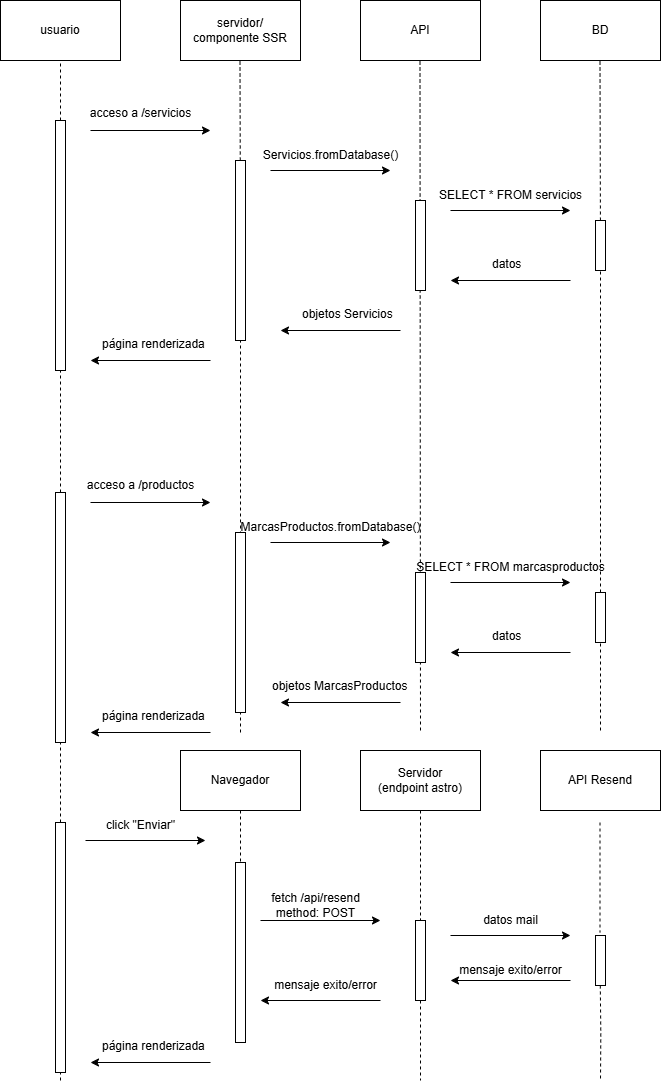 usuario
servidor/
componente SSR
API
BD
acceso a /servicios
Servicios.fromDatabase()
SELECT * FROM servicios
datos
objetos Servicios
página renderizada
acceso a /productos
MarcasProductos.fromDatabase()
SELECT * FROM marcasproductos
datos
objetos MarcasProductos
página renderizada
Navegador
Servidor
(endpoint astro)
API Resend
click "Enviar"
fetch /api/resend
method: POST
datos mail
mensaje exito/error
mensaje exito/error
página renderizada